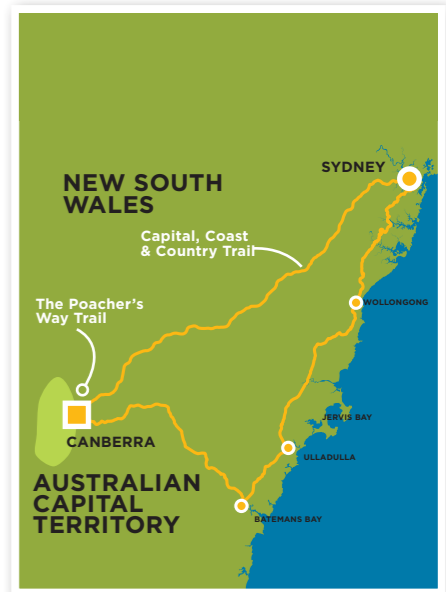 SYDNEY
NEW SOUTH
WALES
Capital, Coast
& Country Trail
The Poacher's
Way Trail
WOLLONGONG
JERVIS BAY
CANBERRA
ULLADULLA
AUSTRALIAN
CAPITAL
TERRITORY
BATEMANS BAY